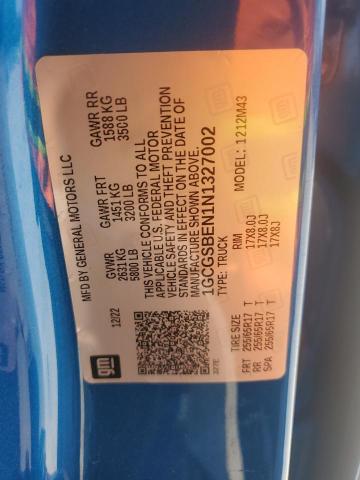 MFD BY GENERAL MOTORS LLC
GVWR GAWR FRT GAWR RR
2631 KG 1451 KG 1588 KG
5800 LB 3200 LB 3500 LB
THIS VEHICLE CONFORMS TO ALL
APPLICABLE U.S. FEDERAL MOTOR
VEHICLE SAFETY AND THEFT PREVENTION
STANDARDS IN EFFECT ON THE DATE OF
1GCGSBEN1N1327002
TYPE: TRUCK MODEL: 1212M43
12/22
gm
327E
TIRE SIZE RIM
FRT 255/65R17 T 17X8.0J
RR 255/65R17 T 17X8.0J
SPA 255/65R17 T 17X8J